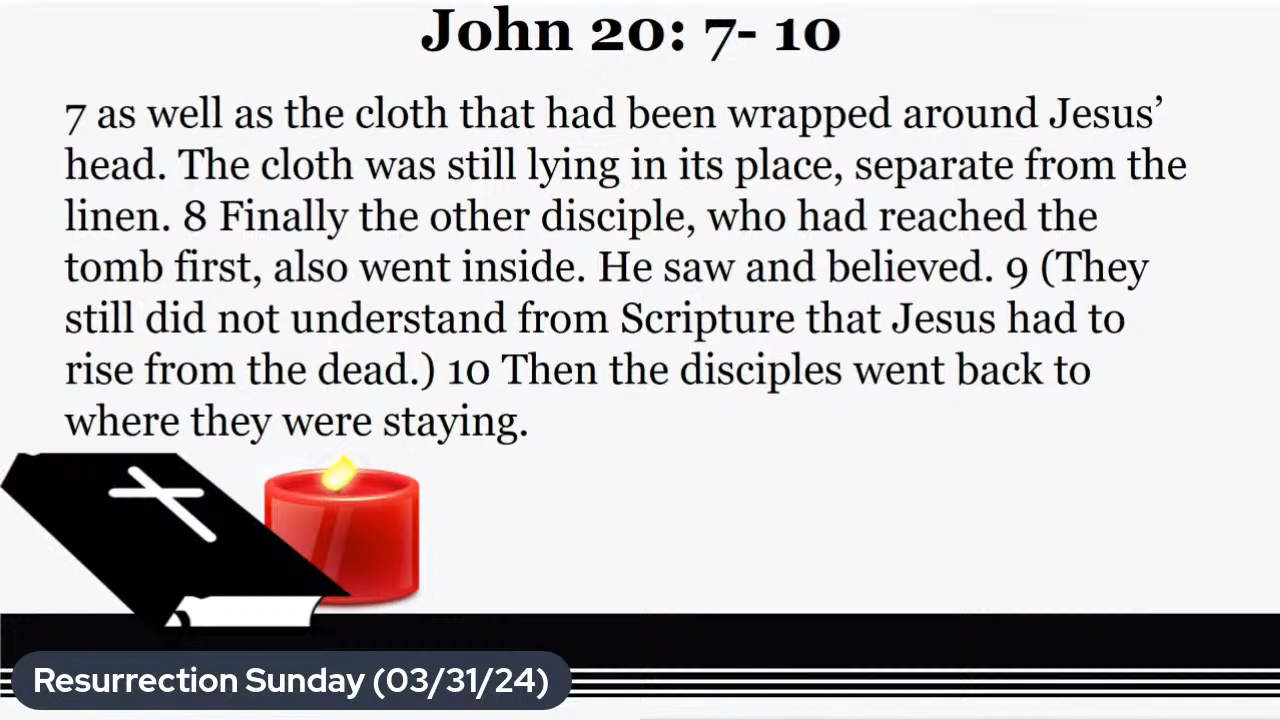 John 20: 7- 10
7 as well as the cloth that had been wrapped around Jesus’
head. The cloth was still lying in its place, separate from the
linen. 8 Finally the other disciple, who had reached the
tomb first, also went inside. He saw and believed. 9 (They
still did not understand from Scripture that Jesus had to
rise from the dead.) 10 Then the disciples went back to
where they were staying.
Resurrection Sunday (03/31/24)